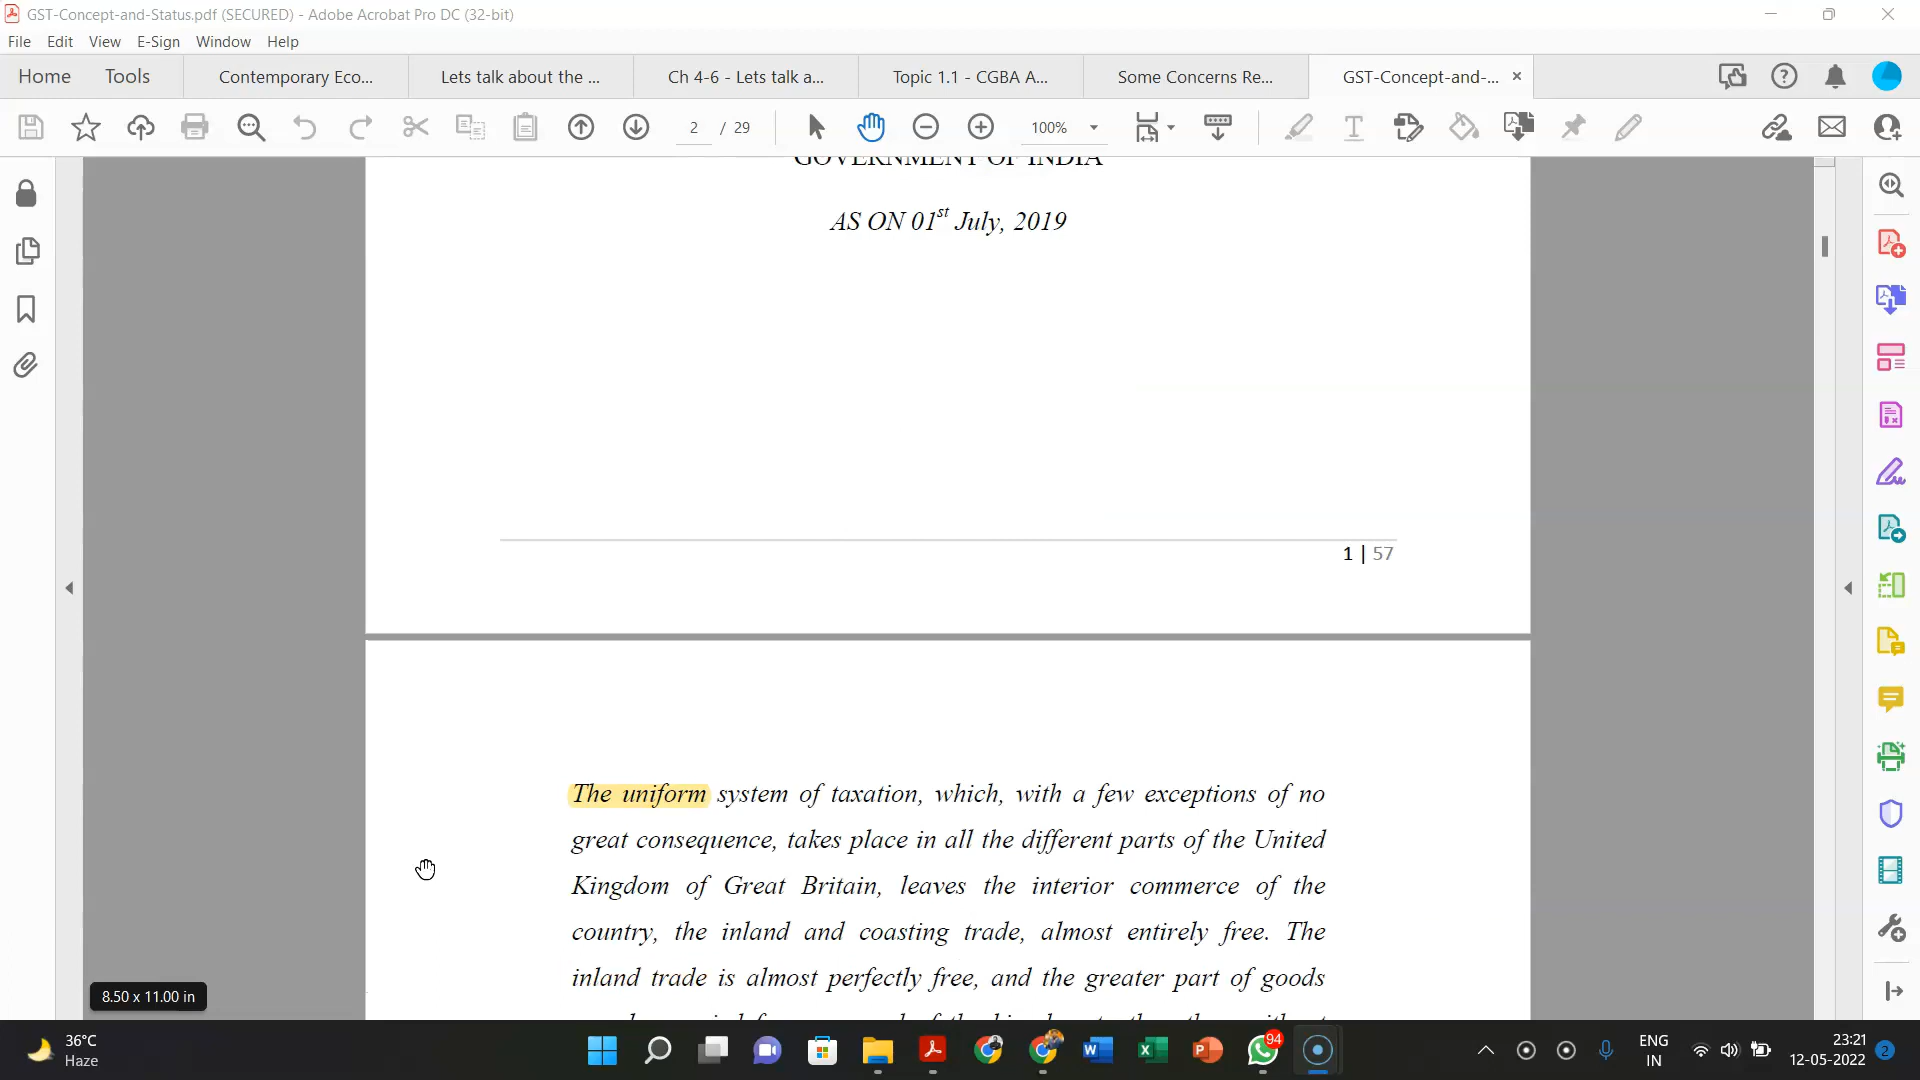 GST-Concept-and-Status.pdf (SECURED) - Adobe Acrobat Pro DC (32-bit)
File Edit View E-Sign Window Help
Home Tools Contemporary Eco... Lets talk about the ... Ch 4-6 - Lets talk a... Topic 1.1 - CGBA A... Some Concerns Re... GST-Concept-and-...
2 / 29 100%
GOVERNMENT OF INDIA
AS ON 01st July, 2019
1 | 57
The uniform system of taxation, which, with a few exceptions of no
great consequence, takes place in all the different parts of the United
Kingdom of Great Britain, leaves the interior commerce of the
country, the inland and coasting trade, almost entirely free. The
inland trade is almost perfectly free, and the greater part of goods
8.50 x 11.00 in
36°C
Haze
94
ENG
IN
23:21
12-05-2022
2